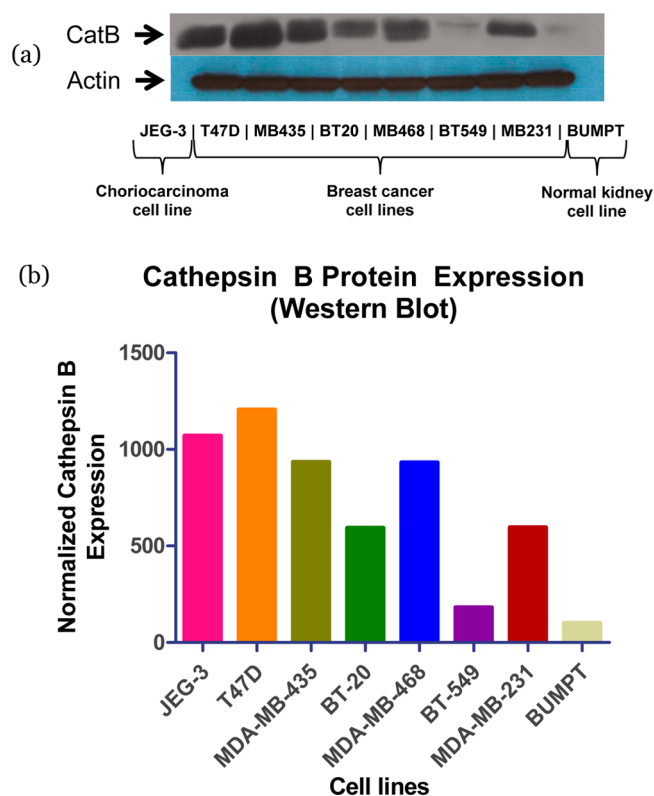 (a)
CatB
Actin
JEG-3 | T47D | MB435 | BT20 | MB468 | BT549 | MB231 | BUMPT
Choriocarcinoma cell line
Breast cancer cell lines
Normal kidney cell line
(b)
Cathepsin B Protein Expression
(Western Blot)
Normalized Cathepsin B
Expression
1500
1000
500
0
JEG-3
T47D
MDA-MB-435
BT-20
MDA-MB-468
BT-549
MDA-MB-231
BUMPT
Cell lines